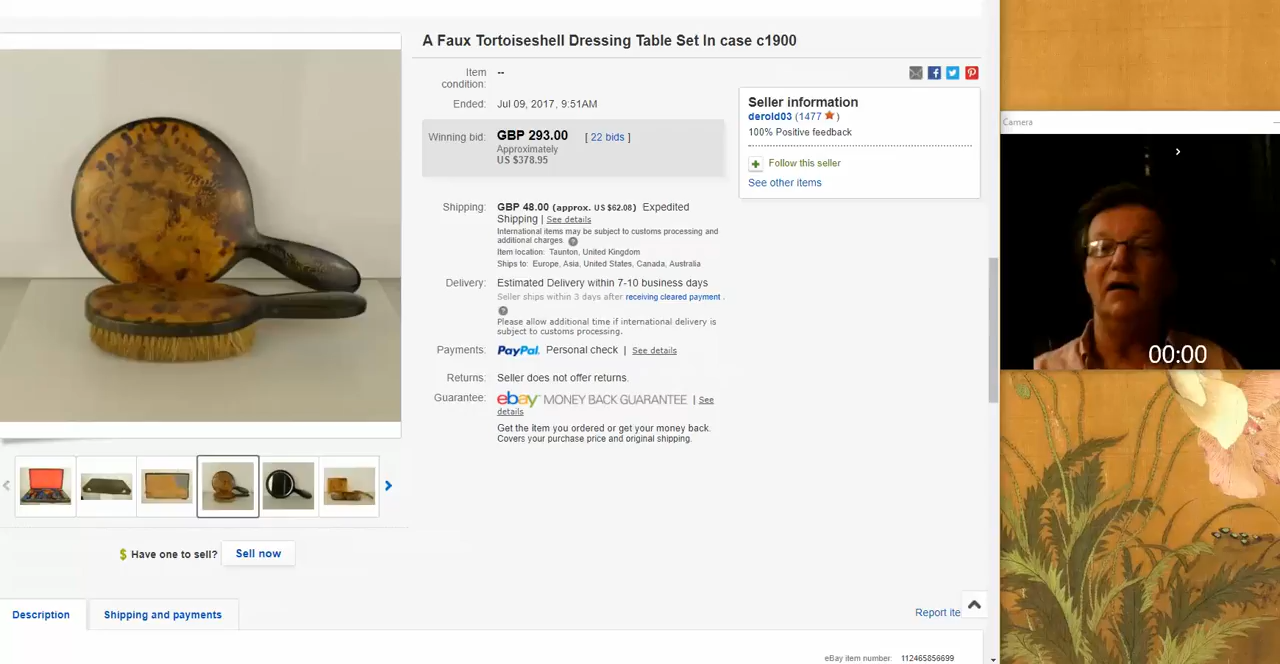 A Faux Tortoiseshell Dressing Table Set In case c1900
Item
condition:
--
Ended:
Jul 09, 2017, 9:51AM
Winning bid:
GBP 293.00
[ 22 bids ]
Approximately
US $378.95
Seller information
derold03 (1477 )
100% Positive feedback
Follow this seller
See other items
Shipping:
GBP 48.00 (approx. US $62.08) Expedited
Shipping | See details
International items may be subject to customs processing and
additional charges. ?
Item location: Taunton, United Kingdom
Ships to: Europe, Asia, United States, Canada, Australia
Delivery:
Estimated Delivery within 7-10 business days
Seller ships within 3 days after receiving cleared payment .
?
Please allow additional time if international delivery is
subject to customs processing.
Payments:
PayPal. Personal check | See details
Returns:
Seller does not offer returns.
Guarantee:
ebay MONEY BACK GUARANTEE | See
details
Get the item you ordered or get your money back.
Covers your purchase price and original shipping.
$ Have one to sell? Sell now
Description
Shipping and payments
Report ite
eBay item number: 112465856699
Camera
00:00